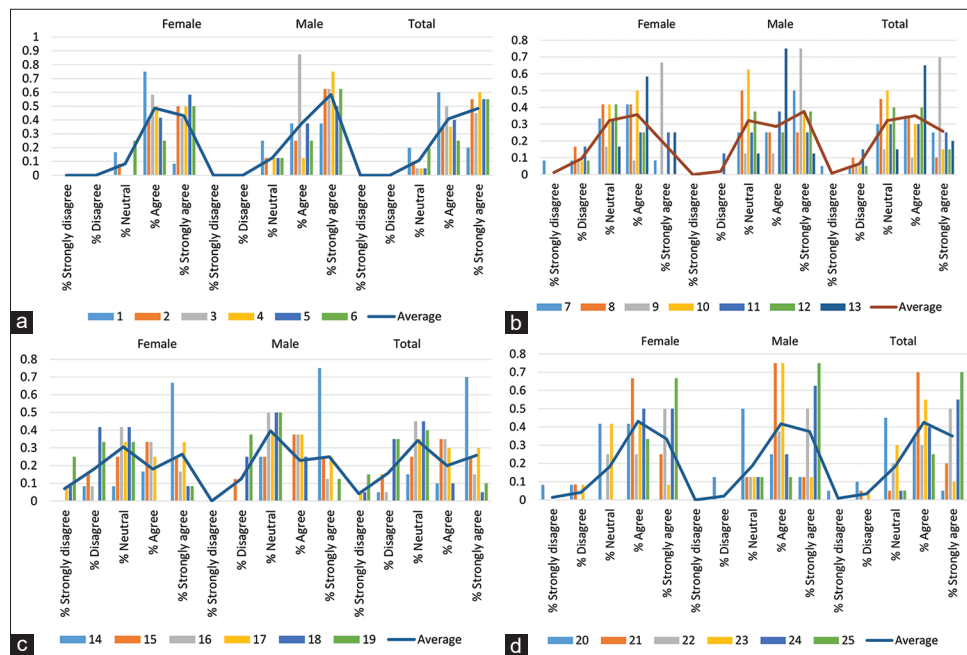 Female Male Total
1
0.9
0.8
0.7
0.6
0.5
0.4
0.3
0.2
0.1
0
% Strongly disagree
% Disagree
% Neutral
% Agree
% Strongly agree
% Strongly disagree
% Disagree
% Neutral
% Agree
% Strongly agree
% Strongly disagree
% Disagree
% Neutral
% Agree
% Strongly agree
1 2 3 4 5 6 Average
a
Female Male Total
0.8
0.7
0.6
0.5
0.4
0.3
0.2
0.1
0
% Strongly disagree
% Disagree
% Neutral
% Agree
% Strongly agree
% Strongly disagree
% Disagree
% Neutral
% Agree
% Strongly agree
% Strongly disagree
% Disagree
% Neutral
% Agree
% Strongly agree
7 8 9 10 11 12 13 Average
b
Female Male Total
0.8
0.7
0.6
0.5
0.4
0.3
0.2
0.1
0
% Strongly disagree
% Disagree
% Neutral
% Agree
% Strongly agree
% Strongly disagree
% Disagree
% Neutral
% Agree
% Strongly agree
% Strongly disagree
% Disagree
% Neutral
% Agree
% Strongly agree
14 15 16 17 18 19 Average
c
Female Male Total
0.8
0.7
0.6
0.5
0.4
0.3
0.2
0.1
0
% Strongly disagree
% Disagree
% Neutral
% Agree
% Strongly agree
% Strongly disagree
% Disagree
% Neutral
% Agree
% Strongly agree
% Strongly disagree
% Disagree
% Neutral
% Agree
% Strongly agree
20 21 22 23 24 25 Average
d